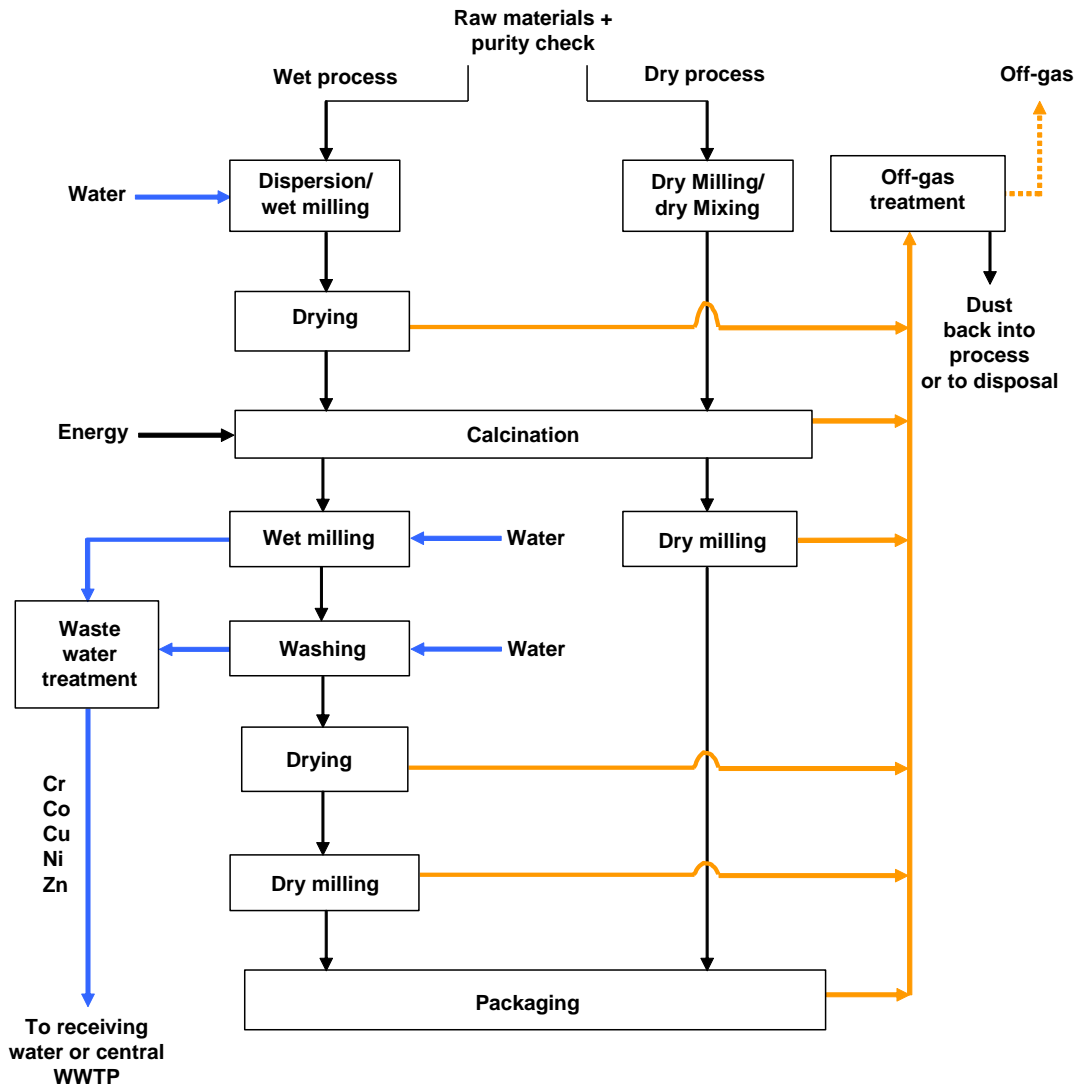 Raw materials +
purity check
Wet process
Dry process
Off-gas
Water
Dispersion/
wet milling
Dry Milling/
dry Mixing
Off-gas
treatment
Drying
Dust
back into
process
or to disposal
Energy
Calcination
Wet milling
Water
Dry milling
Waste
water
treatment
Washing
Water
Drying
Cr
Co
Cu
Ni
Zn
Dry milling
Packaging
To receiving
water or central
WWTP